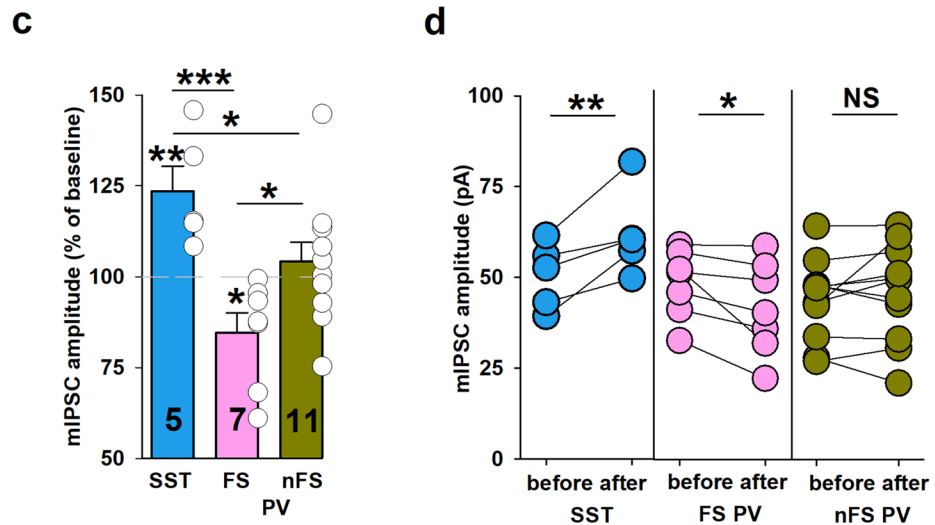 c
mIPSC amplitude (% of baseline)
150
125
100
75
50
***
*
**
*
*
5
7
11
SST
FS
nFS
PV
d
mIPSC amplitude (pA)
100
75
50
25
0
**
*
NS
before after
SST
before after
FS PV
before after
nFS PV